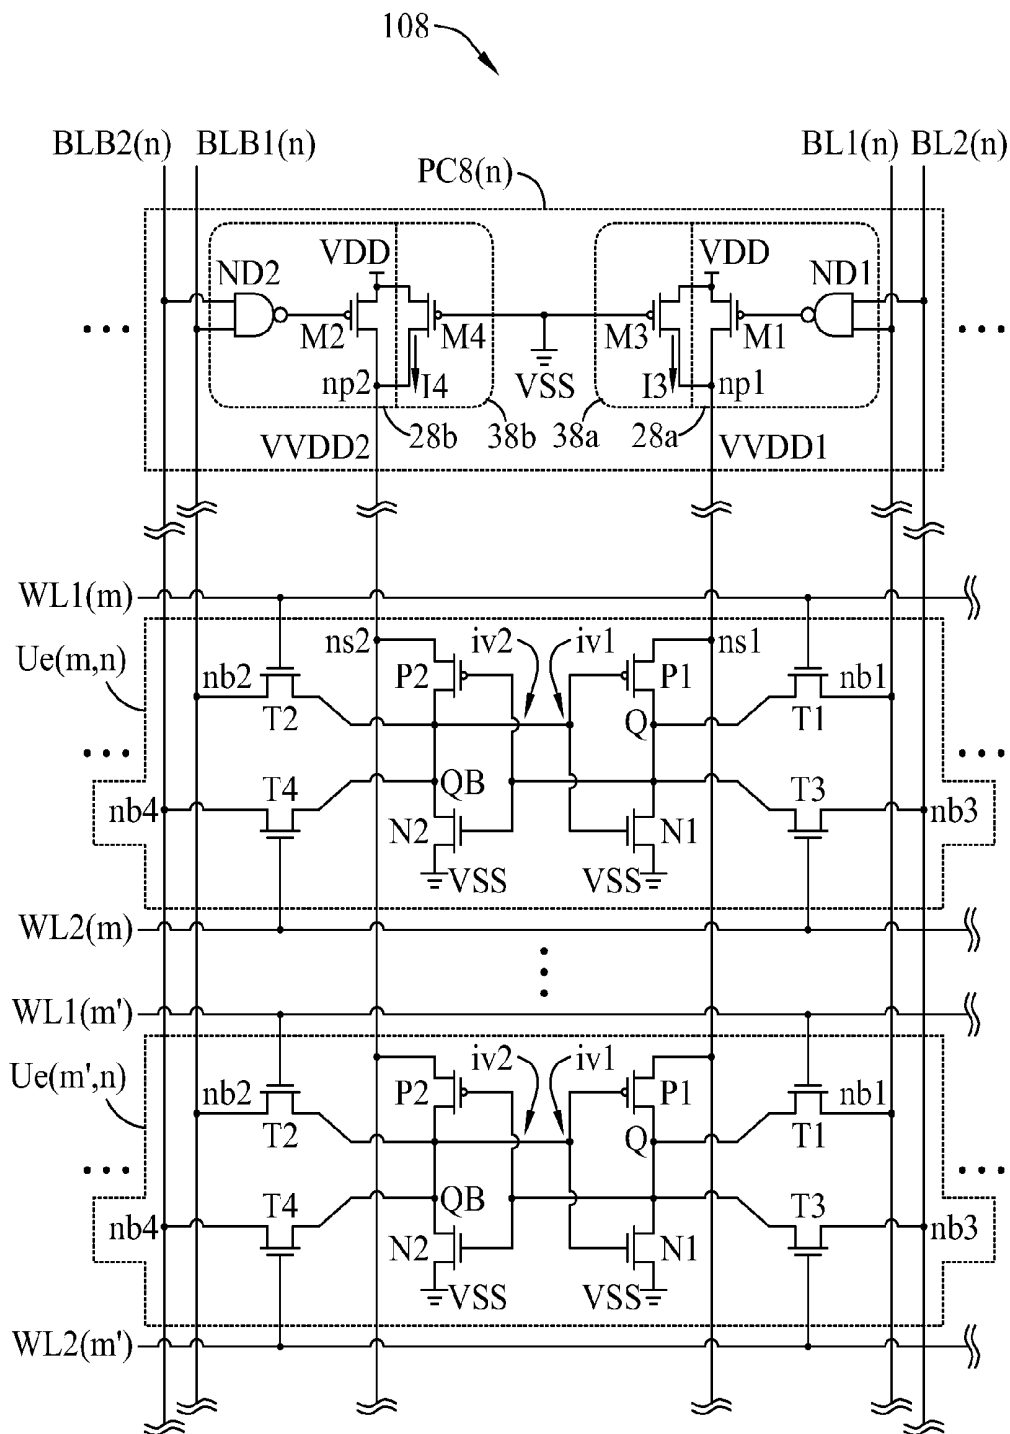 108
BLB2(n) BLB1(n) BL1(n) BL2(n)
PC8(n)
VDD VDD
ND2 ND1
M2 M4 M3 M1
np2 I4 VSS I3 np1
28b 38b 38a 28a
VVDD2 VVDD1
WL1(m)
ns2 iv2 iv1 ns1
Ue(m,n)
nb2 P2 P1 nb1
T2 Q T1
T4 QB T3
nb4 nb3
N2 N1
VSS VSS
WL2(m)
WL1(m')
iv2 iv1
Ue(m',n)
nb2 P2 P1 nb1
T2 Q T1
T4 QB T3
nb4 nb3
N2 N1
VSS VSS
WL2(m')